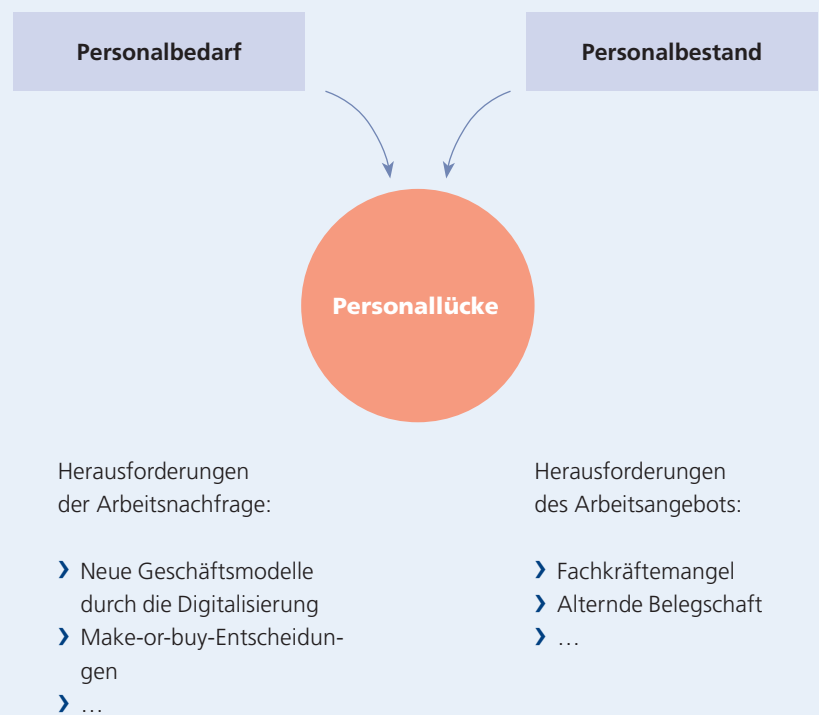 Personalbedarf
Personalbestand
Personallücke
Herausforderungen
der Arbeitsnachfrage:
❯ Neue Geschäftsmodelle
durch die Digitalisierung
❯ Make-or-buy-Entscheidun-
gen
❯ …
Herausforderungen
des Arbeitsangebots:
❯ Fachkräftemangel
❯ Alternde Belegschaft
❯ …